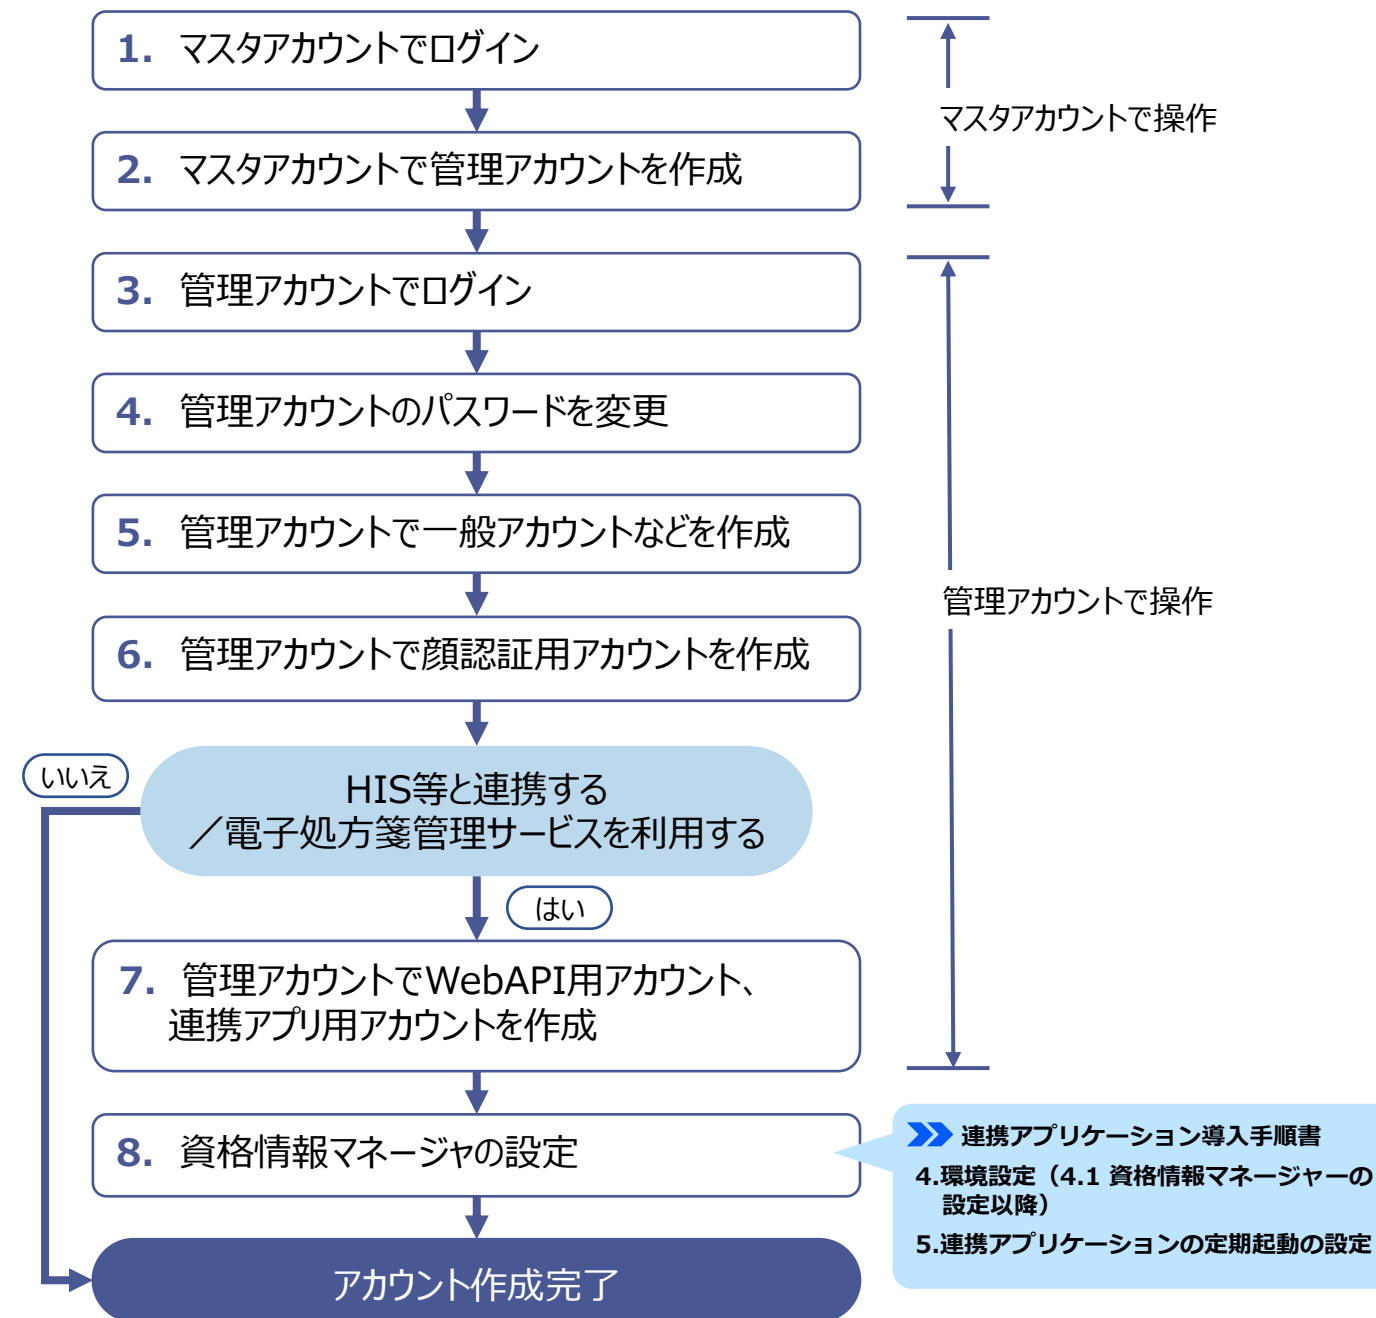 1. マスタアカウントでログイン
マスタアカウントで操作
2. マスタアカウントで管理アカウントを作成
3. 管理アカウントでログイン
4. 管理アカウントのパスワードを変更
5. 管理アカウントで一般アカウントなどを作成
管理アカウントで操作
6. 管理アカウントで顔認証用アカウントを作成
いいえ
HIS等と連携する
／電子処方箋管理サービスを利用する
はい
7. 管理アカウントでWebAPI用アカウント、
連携アプリ用アカウントを作成
8. 資格情報マネージャの設定
連携アプリケーション導入手順書
4.環境設定（4.1 資格情報マネージャーの
設定以降）
5.連携アプリケーションの定期起動の設定
アカウント作成完了